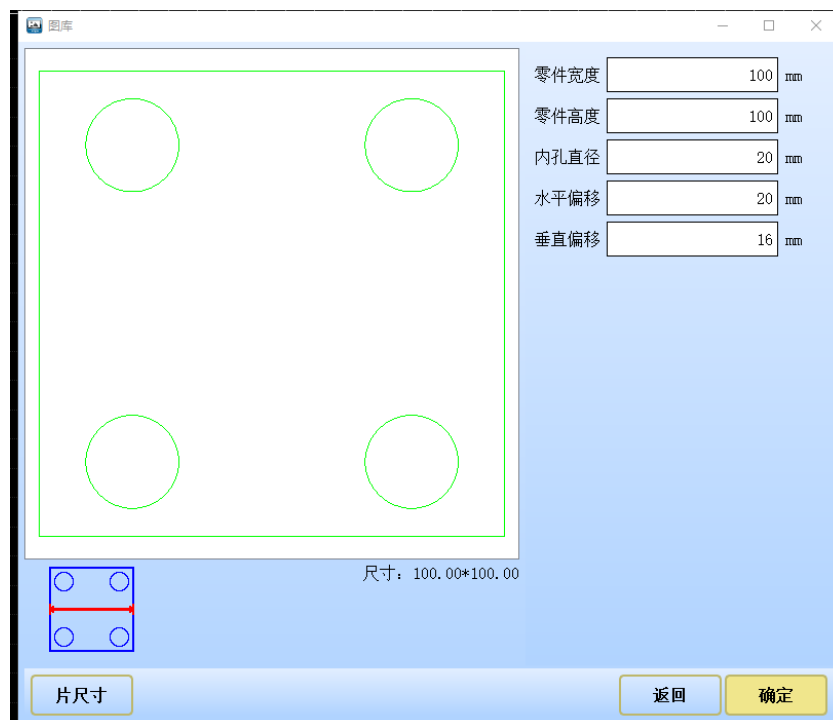 图库
零件宽度 100 mm
零件高度 100 mm
内孔直径 20 mm
水平偏移 20 mm
垂直偏移 16 mm
尺寸: 100.00*100.00
片尺寸 返回 确定